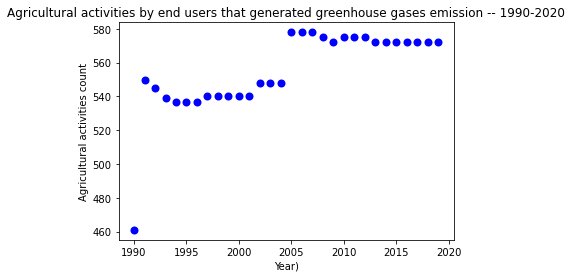 Agricultural activities by end users that generated greenhouse gases emission -- 1990-2020
580
560
540
520
500
480
460
Agricultural activities count
1990 1995 2000 2005 2010 2015 2020
Year)